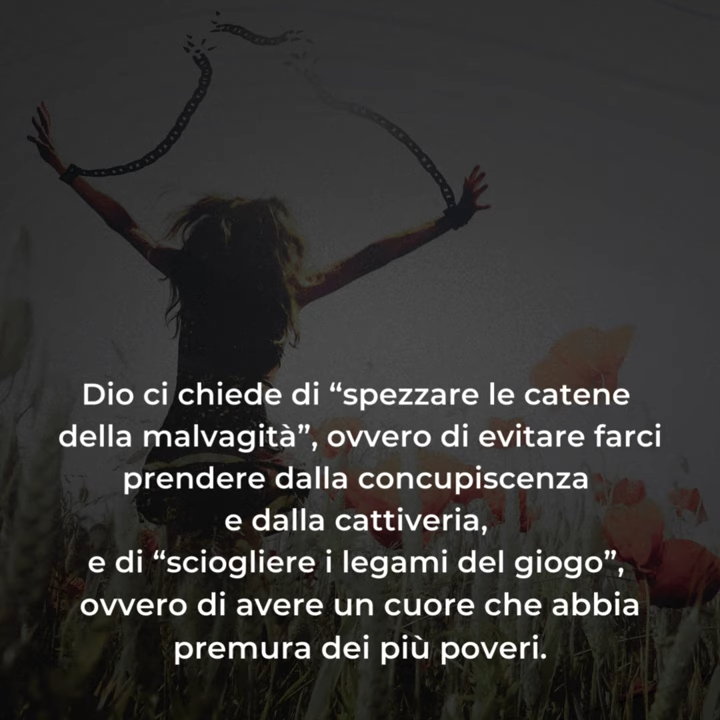 Dio ci chiede di “spezzare le catene
della malvagità”, ovvero di evitare farci
prendere dalla concupiscenza
e dalla cattiveria,
e di “sciogliere i legami del giogo”,
ovvero di avere un cuore che abbia
premura dei più poveri.